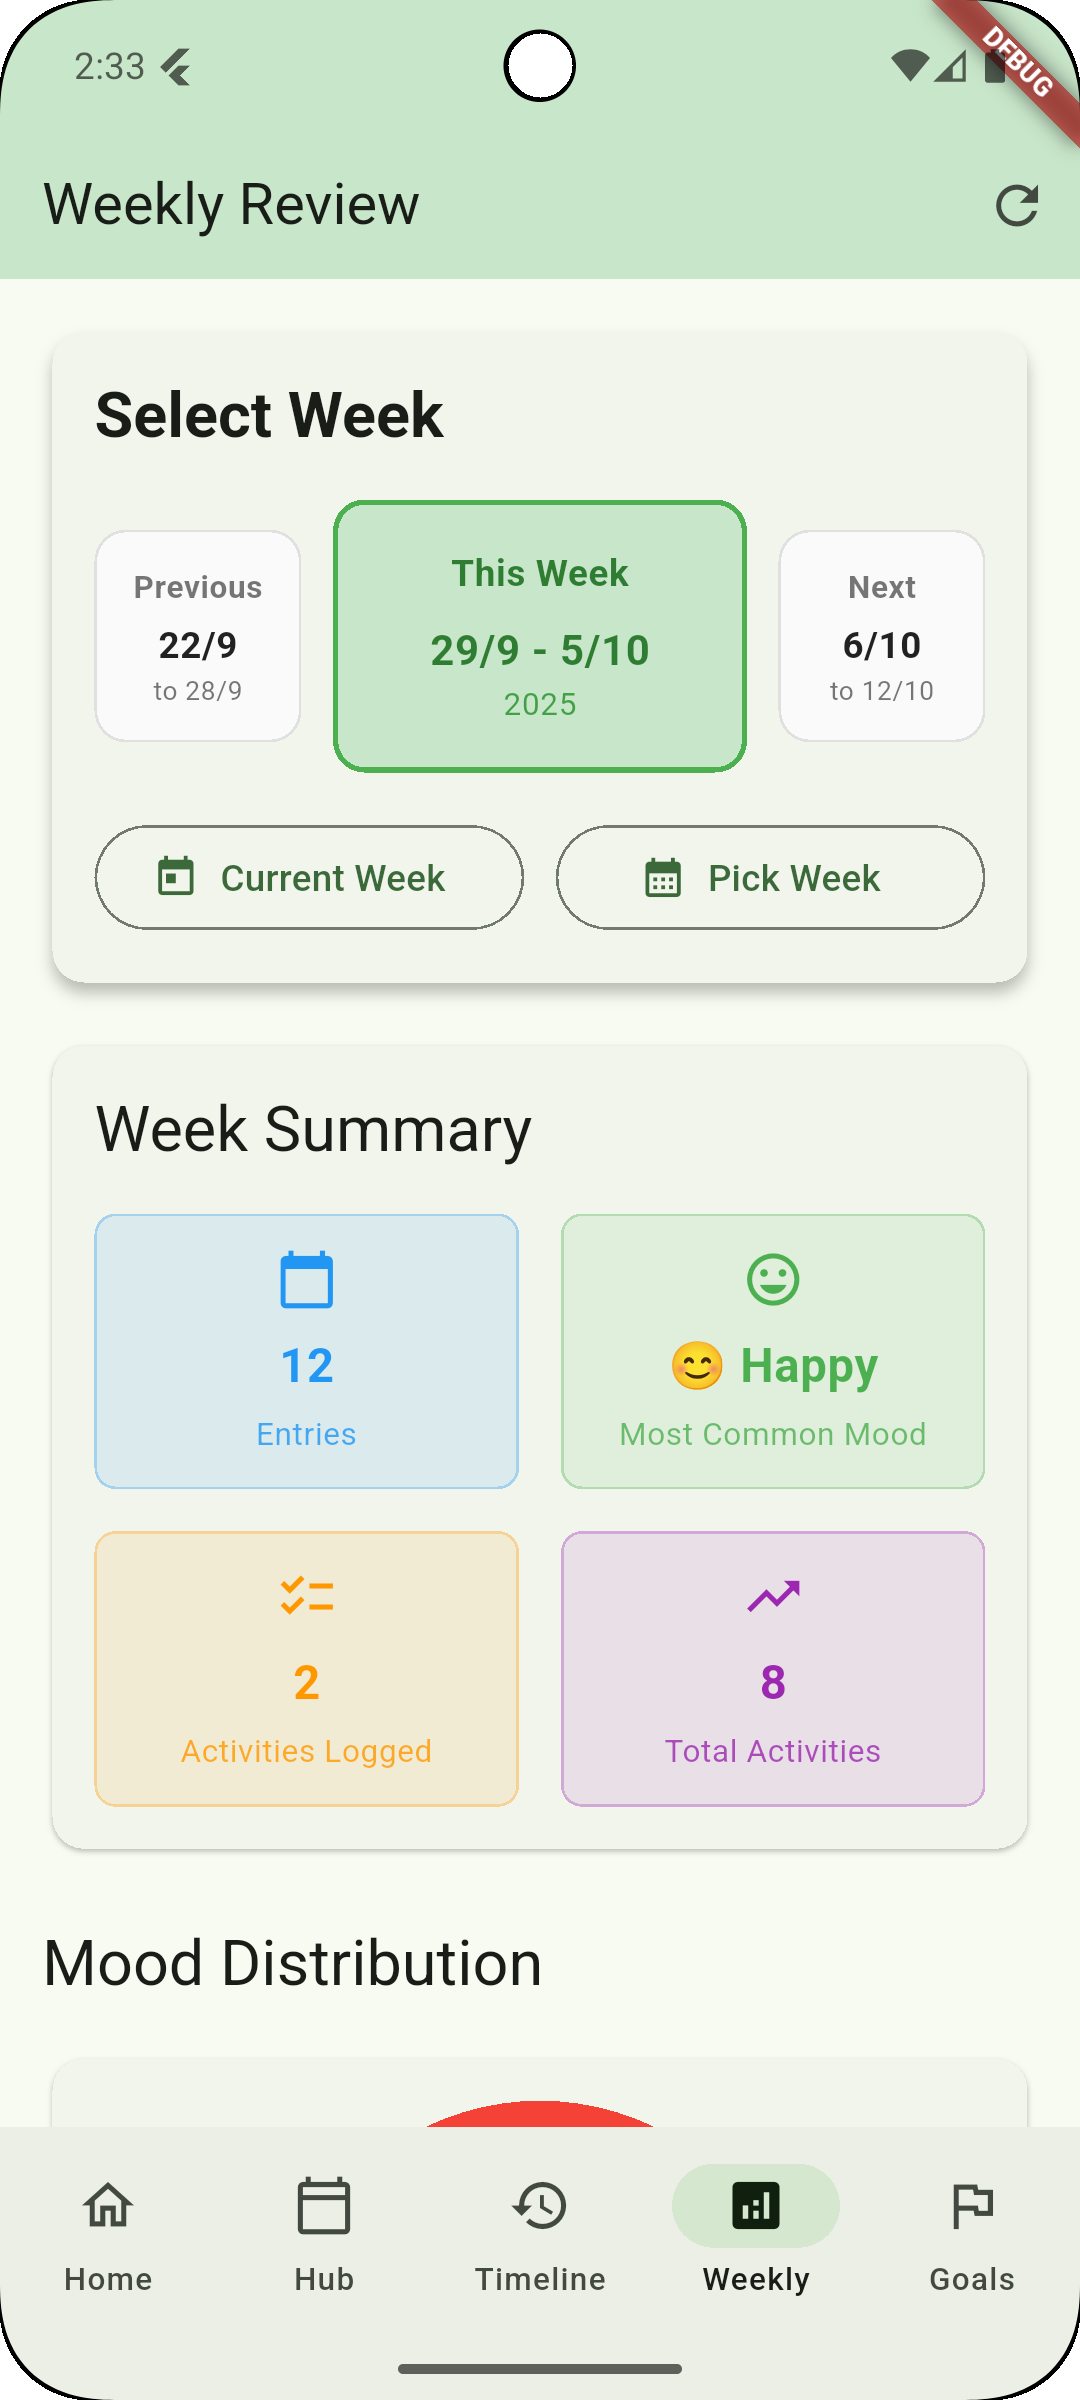 2:33
DEBUG
Weekly Review
Select Week
Previous
22/9
to 28/9
This Week
29/9 - 5/10
2025
Next
6/10
to 12/10
Current Week
Pick Week
Week Summary
12
Entries
😊 Happy
Most Common Mood
2
Activities Logged
8
Total Activities
Mood Distribution
Home
Hub
Timeline
Weekly
Goals